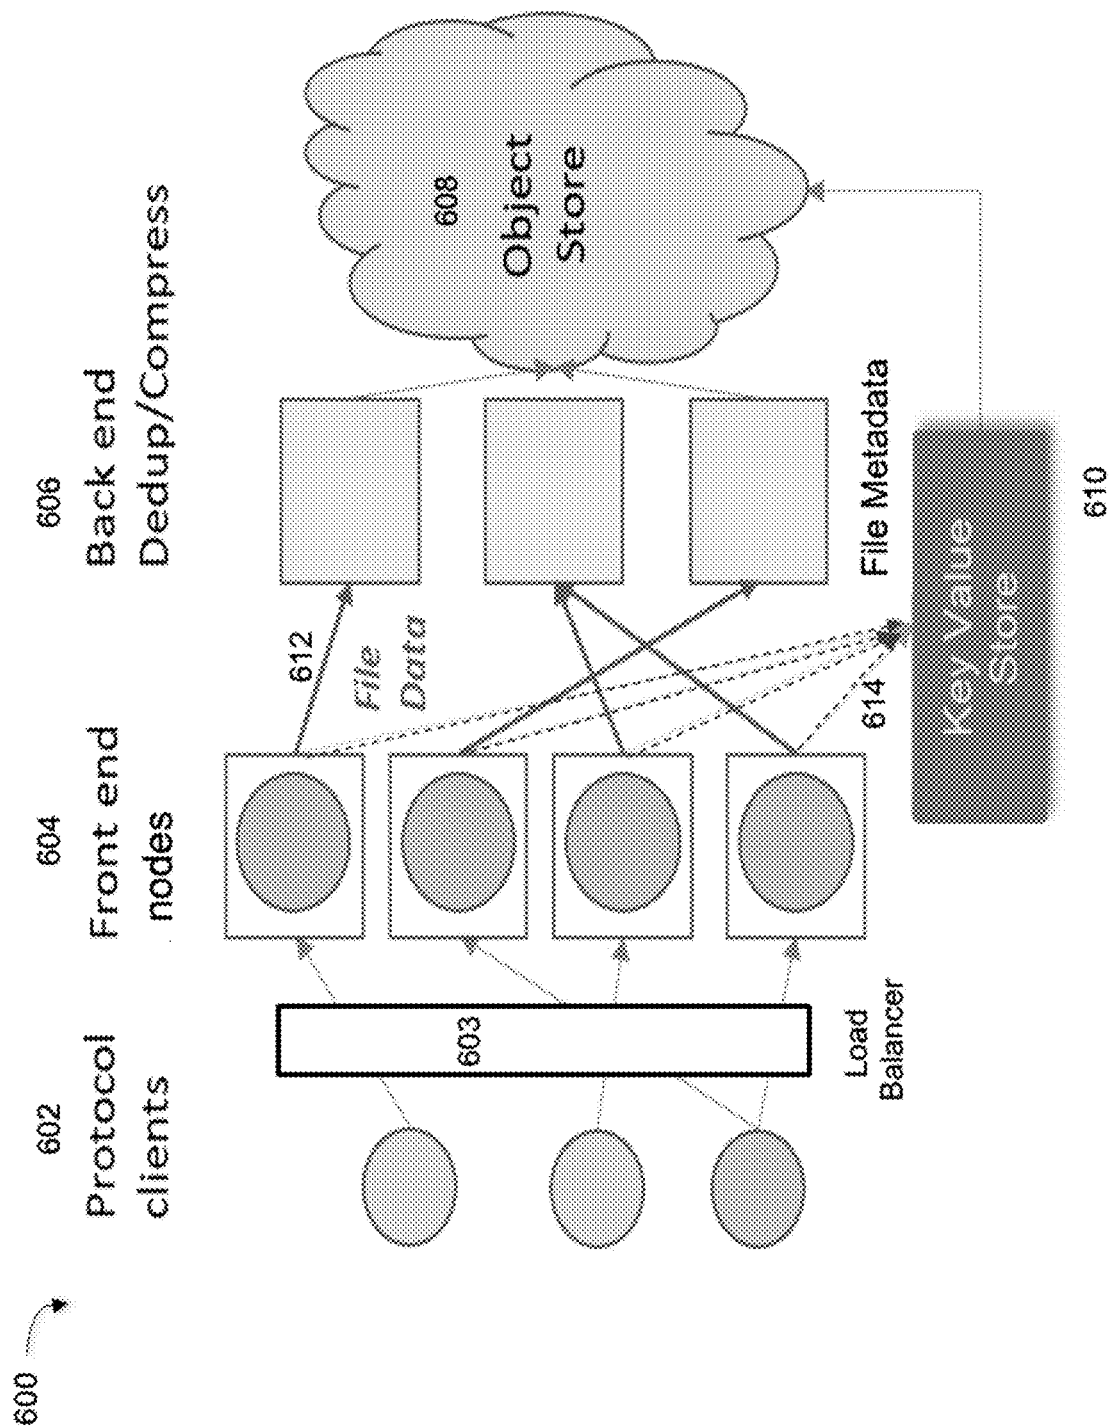 600
602
Protocol
clients
603
Load
Balancer
604
Front end
nodes
612
File
Data
614
606
Back end
Dedup/Compress
File Metadata
Key Value
Store
610
608
Object
Store